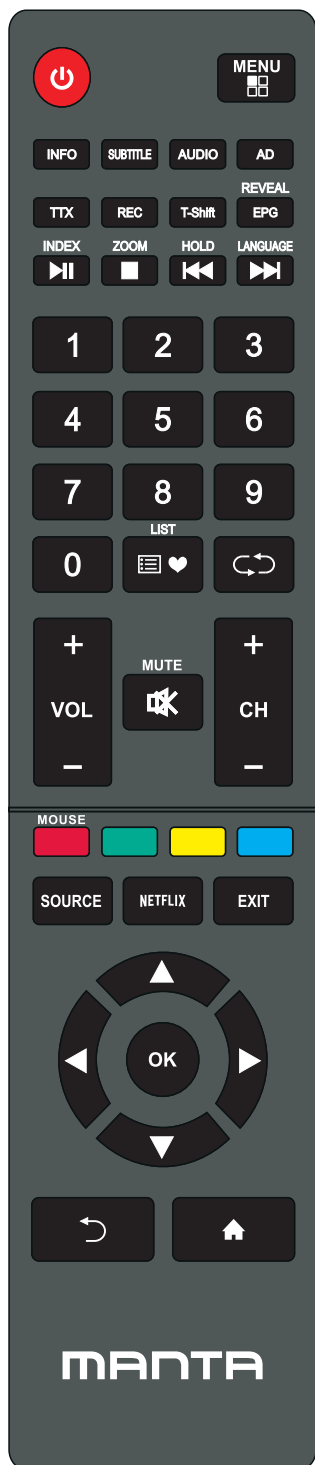 MENU
INFO SUBTITLE AUDIO AD
REVEAL
TTX REC T-Shift EPG
INDEX ZOOM HOLD LANGUAGE
1 2 3
4 5 6
7 8 9
LIST
0
+ +
MUTE
VOL CH
– –
MOUSE
SOURCE NETFLIX EXIT
OK
MANTA